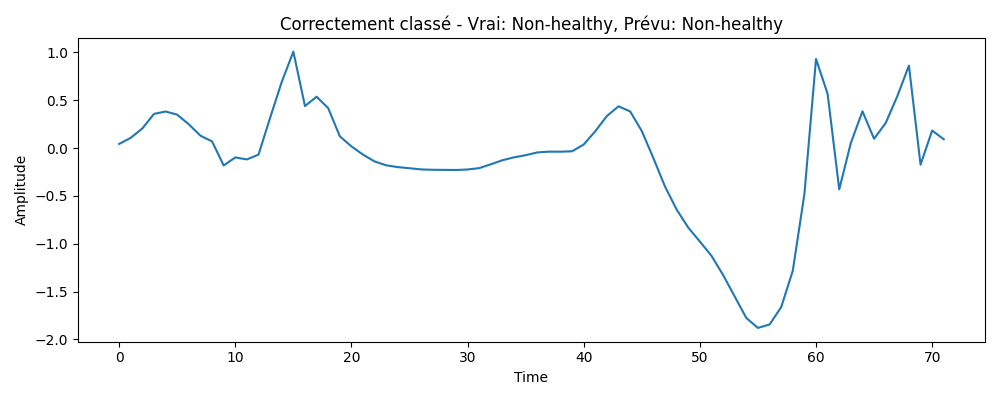 Correctement classé - Vrai: Non-healthy, Prévu: Non-healthy
1.0
0.5
0.0
−0.5
−1.0
−1.5
−2.0
Amplitude
0 10 20 30 40 50 60 70
Time